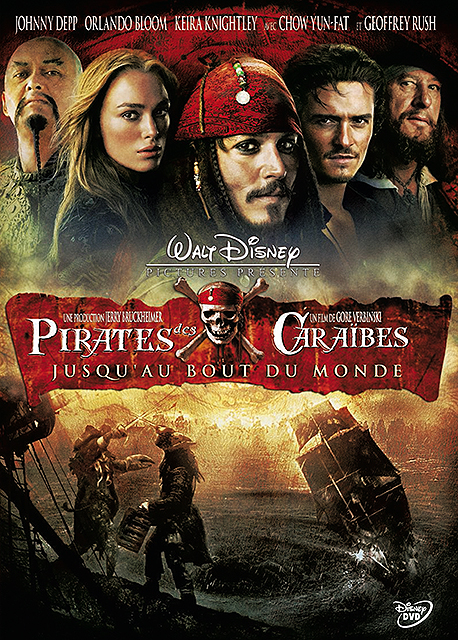 JOHNNY DEPP ORLANDO BLOOM KEIRA KNIGHTLEY AVEC CHOW YUN-FAT ET GEOFFREY RUSH
WALT DISNEY
PICTURES PRÉSENTE
UNE PRODUCTION JERRY BRUCKHEIMER UN FILM DE GORE VERBINSKI
PIRATES des CARAÏBES
JUSQU'AU BOUT DU MONDE
Disney
DVD